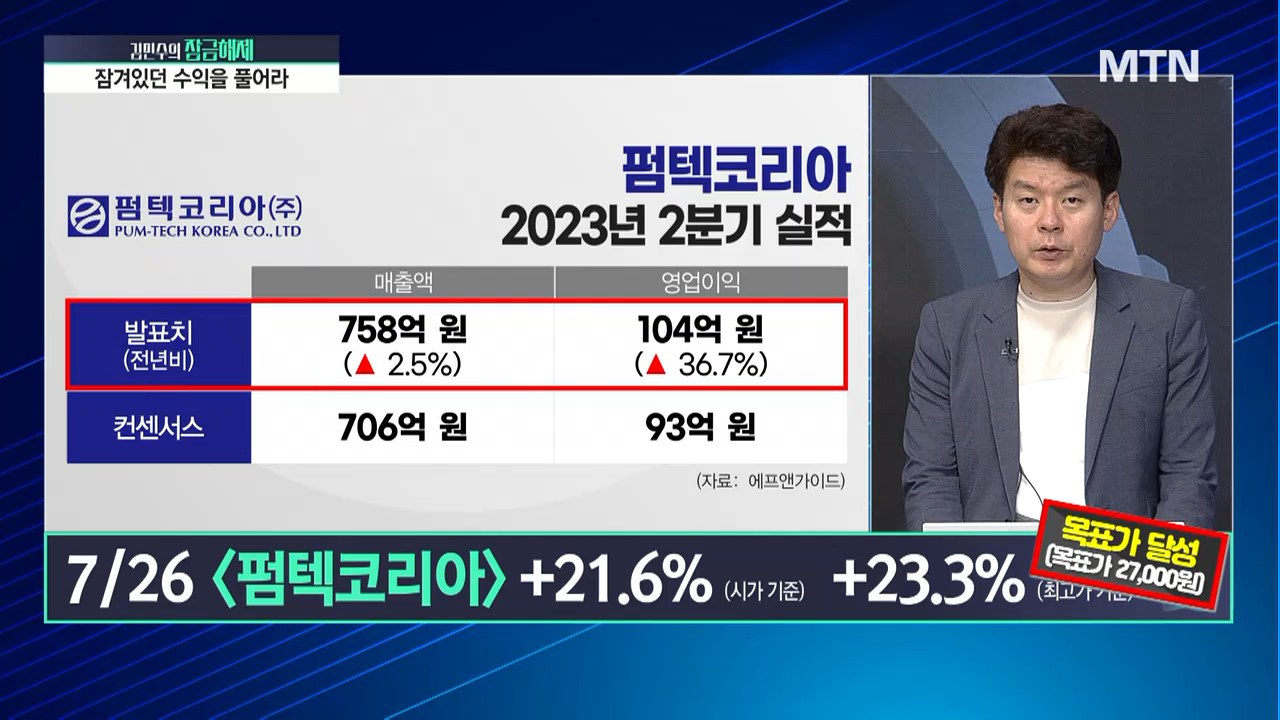 김민수의 잠금해제
잠겨있던 수익을 풀어라
MTN
펌텍코리아(주)
PUM-TECH KOREA CO.,LTD
펌텍코리아
2023년 2분기 실적
매출액 영업이익
발표치 758억 원 104억 원
(전년비) (▲ 2.5%) (▲ 36.7%)
컨센서스 706억 원 93억 원
(자료: 에프앤가이드)
7/26 〈펌텍코리아〉 +21.6% (시가 기준) +23.3% (최고가 기준)
목표가 달성
(목표가 27,000원)